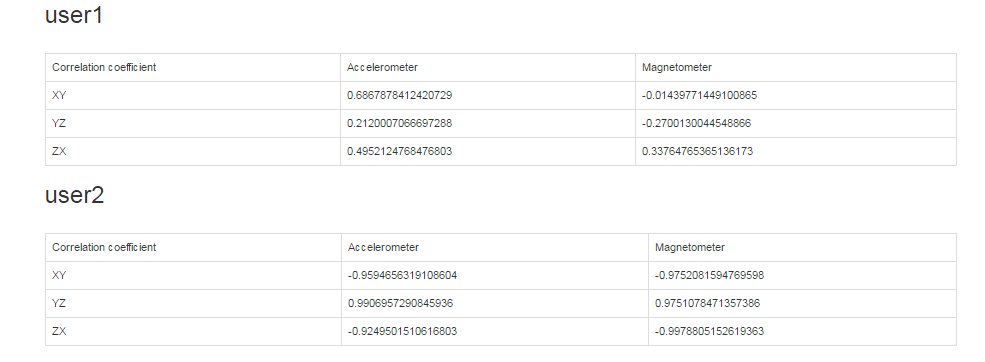 user1
Correlation coefficient Accelerometer Magnetometer
XY 0.6867878412420729 -0.01439771449100865
YZ 0.2120007066697288 -0.2700130044548866
ZX 0.4952124768476803 0.33764765365136173
user2
Correlation coefficient Accelerometer Magnetometer
XY -0.9594656319108604 -0.9752081594769598
YZ 0.9906957290845936 0.9751078471357386
ZX -0.9249501510616803 -0.9978805152619363